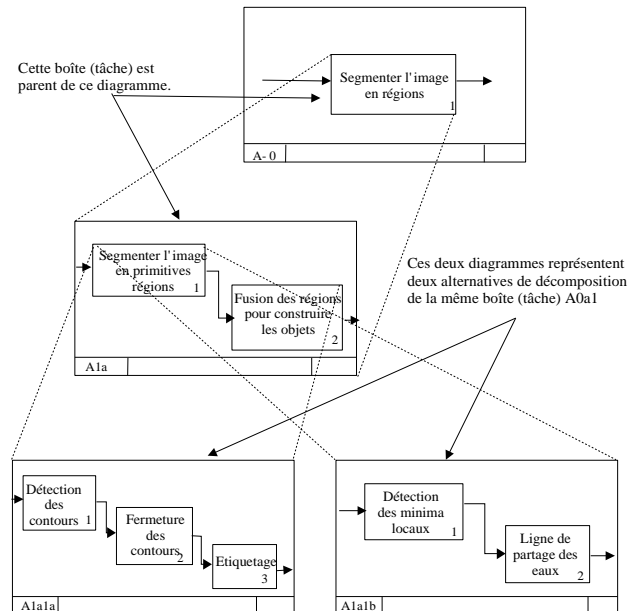 Cette boîte (tâche) est
parent de ce diagramme.
Segmenter l'image
en régions
1
A- 0
Segmenter l'image
en primitives
régions
1
Fusion des régions
pour construire
les objets
2
A1a
Ces deux diagrammes représentent
deux alternatives de décomposition
de la même boîte (tâche) A0a1
Détection
des
contours
1
Fermeture
des
contours
2
Etiquetage
3
A1a1a
Détection
des minima
locaux
1
Ligne de
partage des
eaux
2
A1a1b